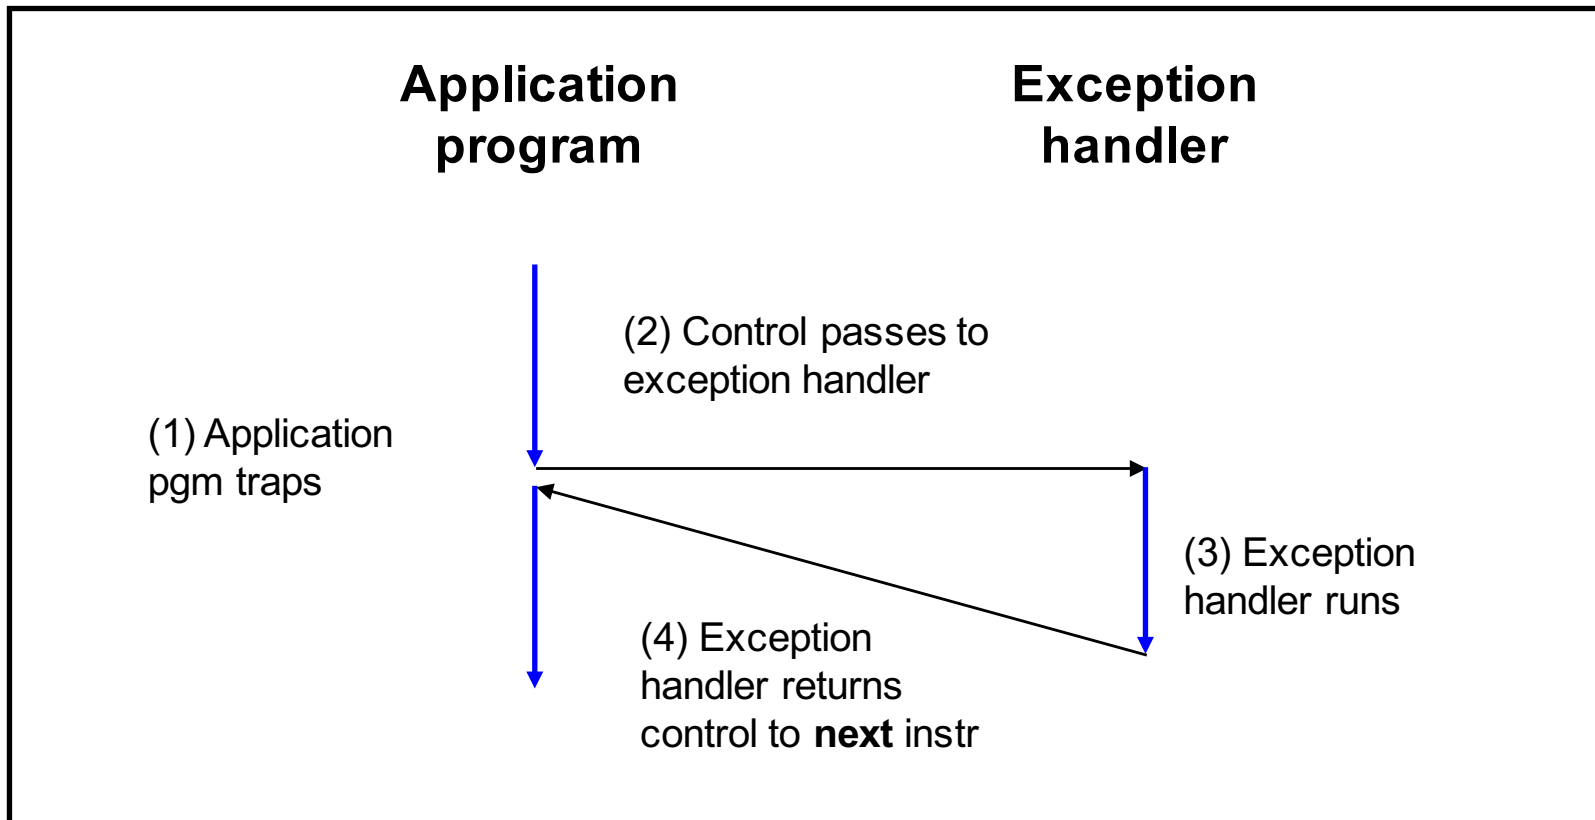 Application
program
Exception
handler
(2) Control passes to
exception handler
(1) Application
pgm traps
(3) Exception
handler runs
(4) Exception
handler returns
control to next instr